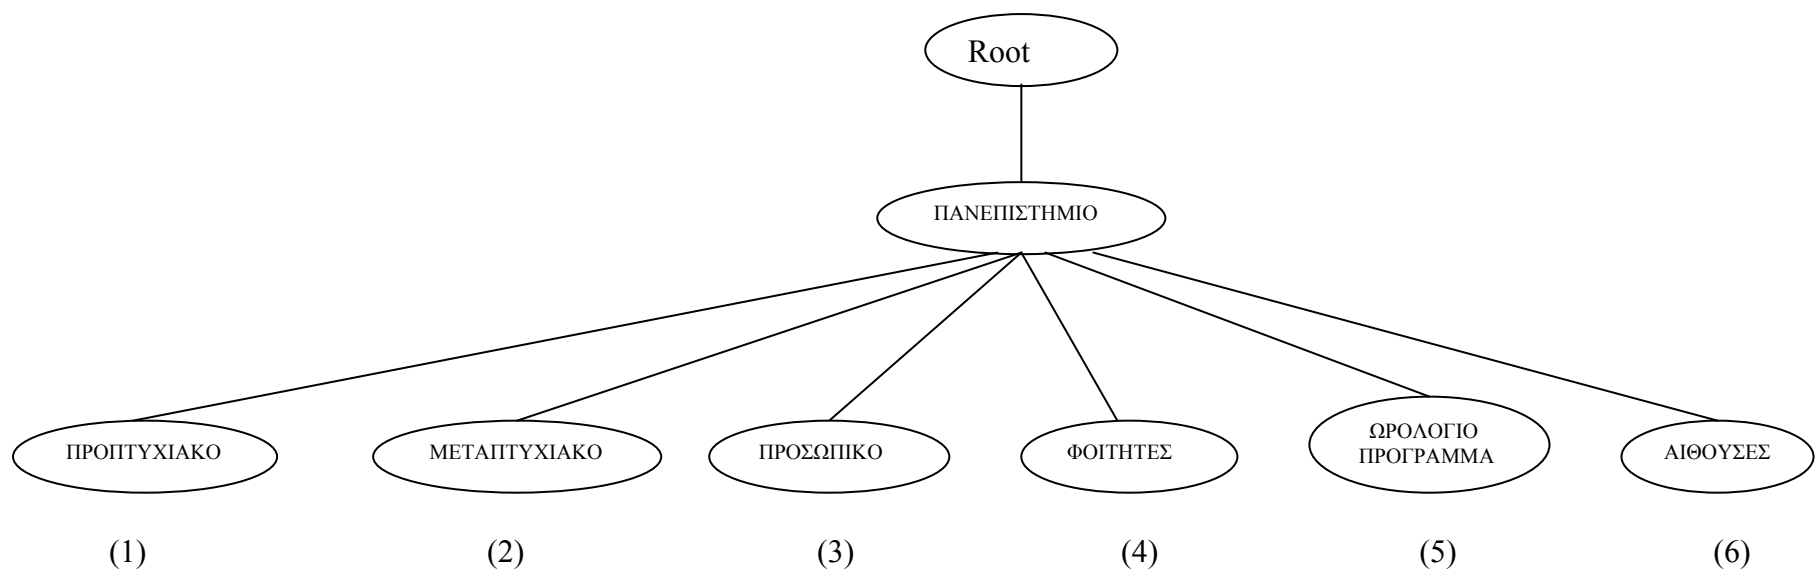 Root
ΠΑΝΕΠΙΣΤΗΜΙΟ
ΠΡΟΠΤΥΧΙΑΚΟ
ΜΕΤΑΠΤΥΧΙΑΚΟ
ΠΡΟΣΩΠΙΚΟ
ΦΟΙΤΗΤΕΣ
ΩΡΟΛΟΓΙΟ
ΠΡΟΓΡΑΜΜΑ
ΑΙΘΟΥΣΕΣ
(1)
(2)
(3)
(4)
(5)
(6)